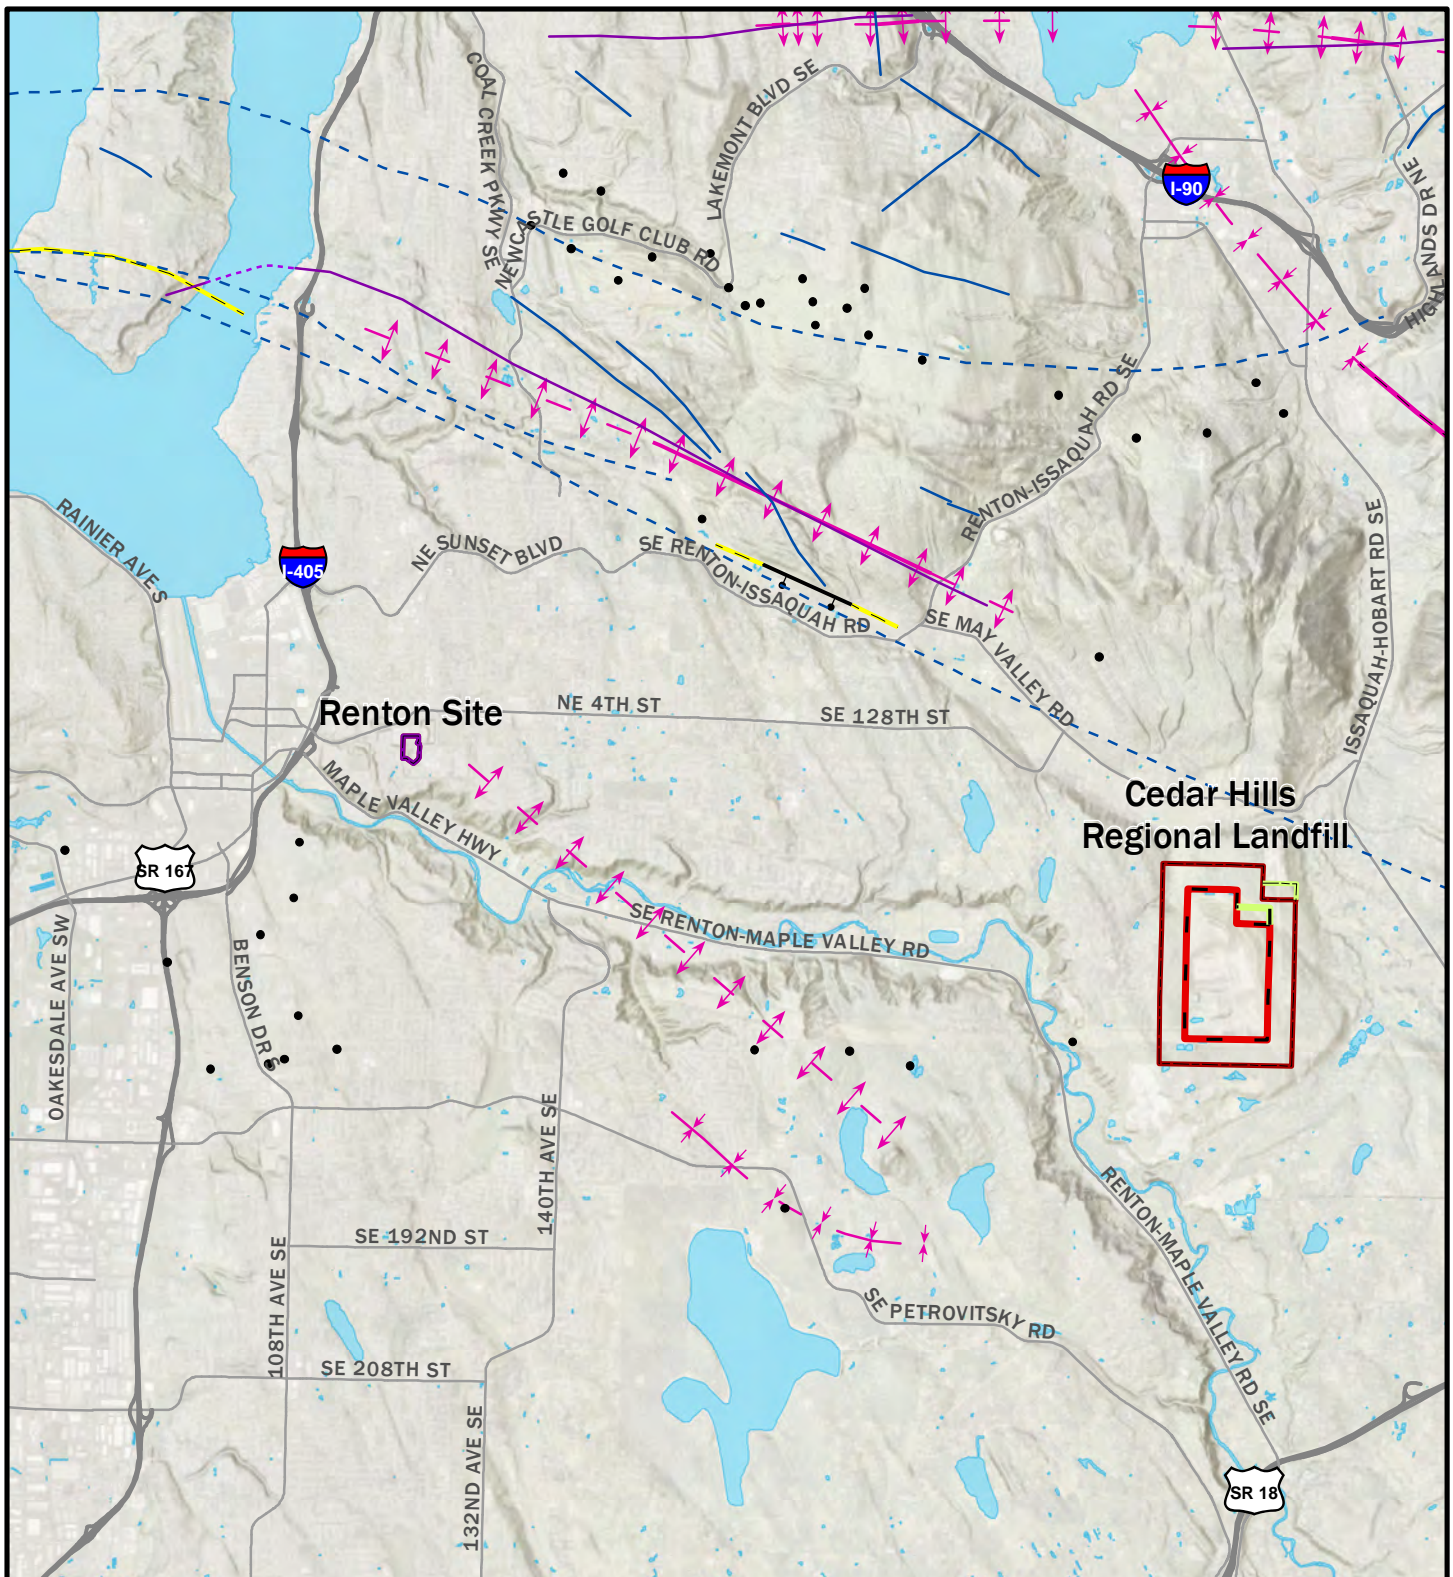 COAL CREEK PKWY SE
LAKEMONT BLVD SE
I-90
HIGHLANDS DR NE
NEWCASTLE GOLF CLUB RD
RENTON-ISSAQUAH RD SE
RAINIER AVE S
I-405
NE SUNSET BLVD
SE RENTON-ISSAQUAH RD
SE MAY VALLEY RD
ISSAQUAH-HOBART RD SE
Renton Site
NE 4TH ST
SE 128TH ST
MAPLE VALLEY HWY
Cedar Hills
Regional Landfill
SR 167
OAKESDALE AVE SW
BENSON DR S
SE RENTON-MAPLE VALLEY RD
140TH AVE SE
RENTON-MAPLE VALLEY RD SE
SE 192ND ST
108TH AVE SE
SE PETROVITSKY RD
SE 208TH ST
132ND AVE SE
SR 18